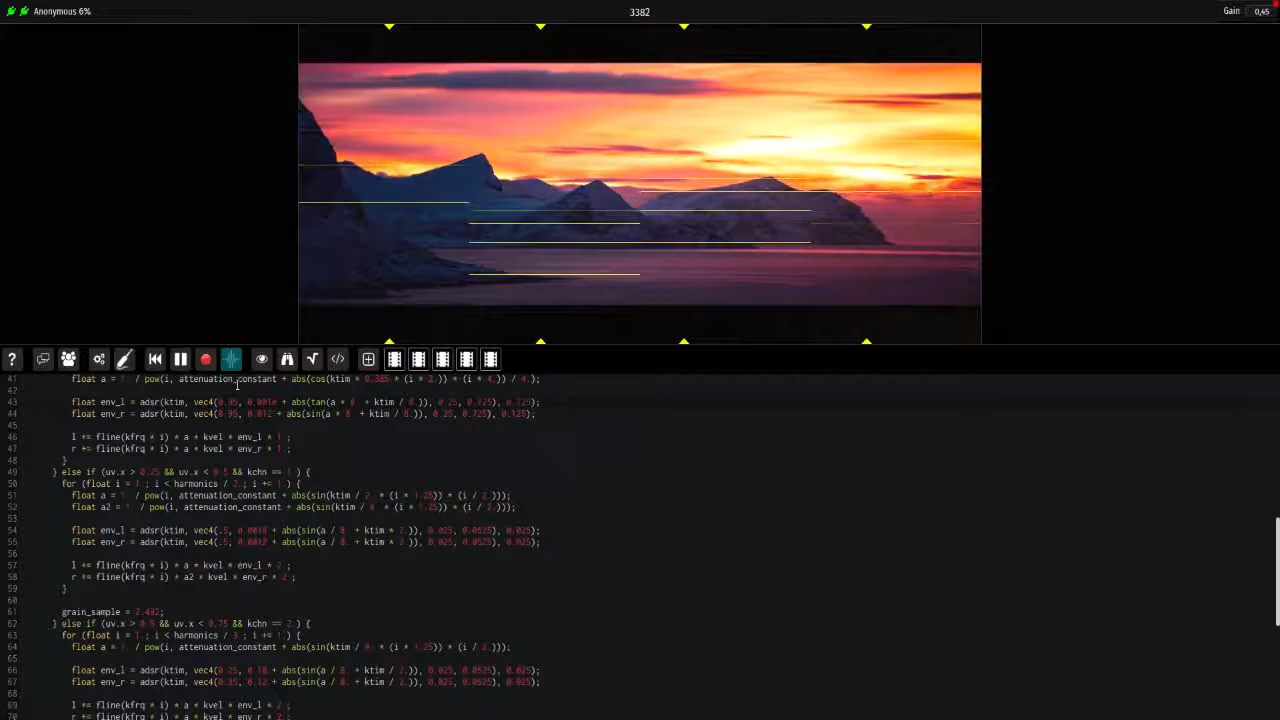 Anonymous 6%
3382
Gain 0,45
41 float a = 1. / pow(i, attenuation_constant + abs(cos(ktim * 0.385 * (i * 2.)) * (i * 4.)) / 4.);
42
43 float env_l = adsr(ktim, vec4(0.95, 0.0010 + abs(tan(a * 8. + ktim / 8.)), 0.25, 0.725), 0.125);
44 float env_r = adsr(ktim, vec4(0.95, 0.012 + abs(sin(a * 8. + ktim / 8.)), 0.25, 0.725), 0.125);
45
46 l += fline(kfrq * i) * a * kvel * env_l * 1.;
47 r += fline(kfrq * i) * a * kvel * env_r * 1.;
48 }
49 } else if (uv.x > 0.25 && uv.x < 0.5 && kchn == 1.) {
50 for (float i = 1.; i < harmonics / 2.; i += 1.) {
51 float a = 1. / pow(i, attenuation_constant + abs(sin(ktim / 2. * (i * 1.25)) * (i / 2.)));
52 float a2 = 1. / pow(i, attenuation_constant + abs(sin(ktim / 8. * (i * 1.25)) * (i / 2.)));
53
54 float env_l = adsr(ktim, vec4(.5, 0.0018 + abs(sin(a / 8. + ktim * 2.)), 0.025, 0.0525), 0.025);
55 float env_r = adsr(ktim, vec4(.5, 0.0012 + abs(sin(a / 8. + ktim * 2.)), 0.025, 0.0525), 0.025);
56
57 l += fline(kfrq * i) * a * kvel * env_l * 2.;
58 r += fline(kfrq * i) * a2 * kvel * env_r * 2.;
59 }
60
61 grain_sample = 2.492;
62 } else if (uv.x > 0.5 && uv.x < 0.75 && kchn == 2.) {
63 for (float i = 1.; i < harmonics / 3.; i += 1.) {
64 float a = 1. / pow(i, attenuation_constant + abs(sin(ktim / 8. * (i * 1.25)) * (i / 2.)));
65
66 float env_l = adsr(ktim, vec4(0.25, 0.18 + abs(sin(a / 8. + ktim / 2.)), 0.025, 0.0525), 0.025);
67 float env_r = adsr(ktim, vec4(0.35, 0.12 + abs(sin(a / 8. + ktim / 2.)), 0.025, 0.0525), 0.025);
68
69 l += fline(kfrq * i) * a * kvel * env_l * 2.;
70 r += fline(kfrq * i) * a * kvel * env_r * 2.;